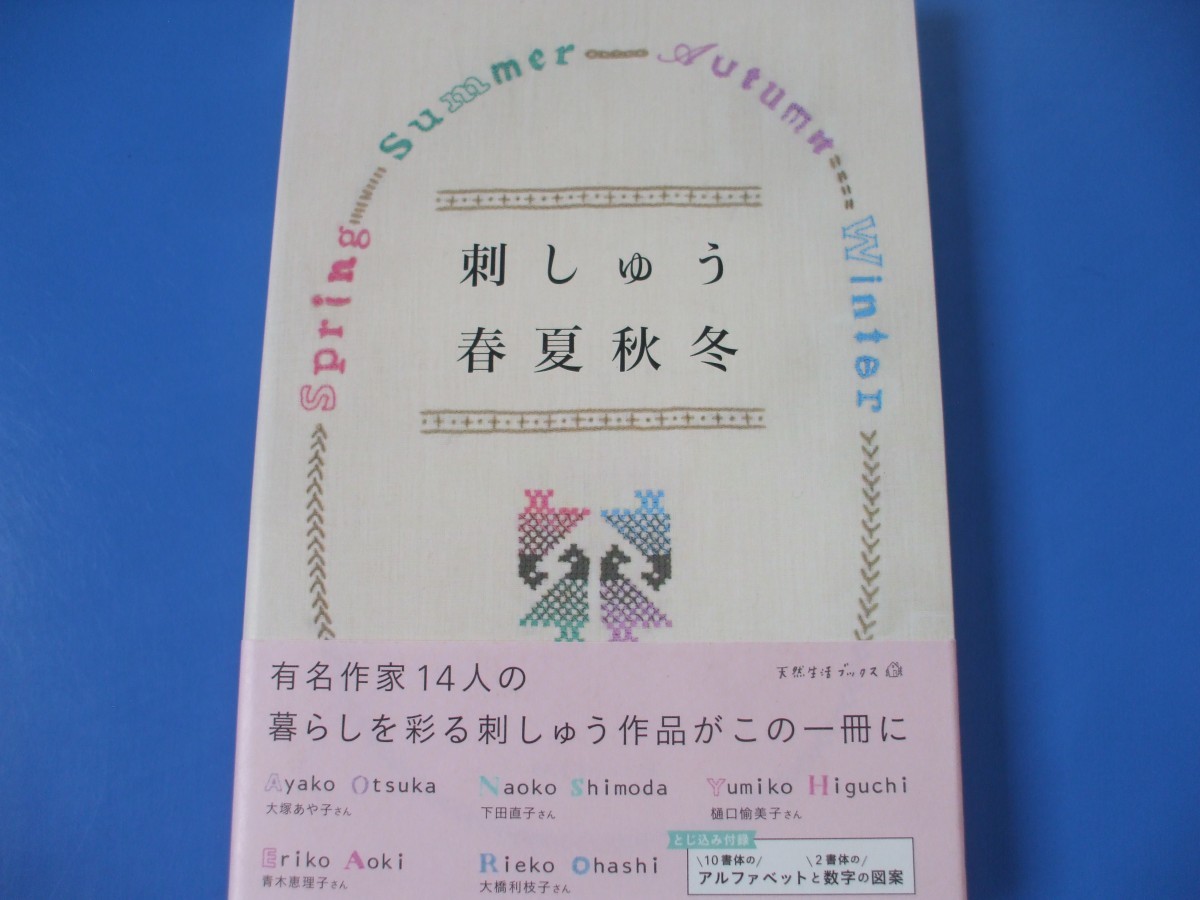 Spring Summer Autumn Winter
刺しゅう
春夏秋冬
有名作家14人の
天然生活ブックス
暮らしを彩る刺しゅう作品がこの一冊に
Ayako Otsuka
大塚あや子さん
Naoko Shimoda
下田直子さん
Yumiko Higuchi
樋口愉美子さん
Eriko Aoki
青木恵理子さん
Rieko Ohashi
大橋利枝子さん
とじ込み付録
\10書体の/ \2書体の/
アルファベットと数字の図案